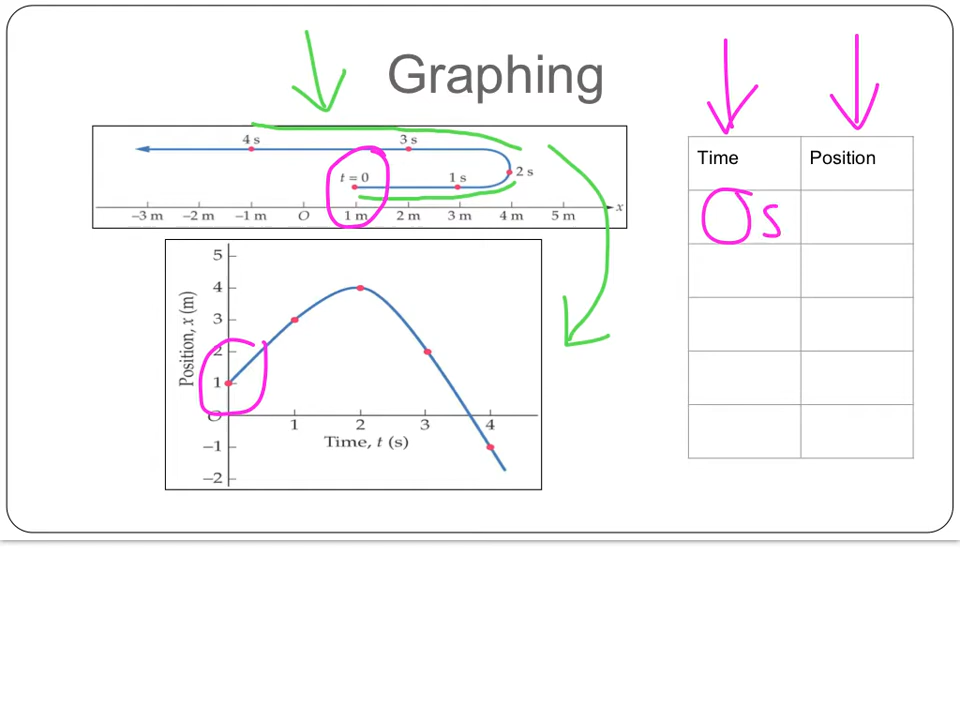 Graphing
4 s 3 s
t = 0 1 s 2 s
−3 m −2 m −1 m O 1 m 2 m 3 m 4 m 5 m x
Time Position
0s
5
4
3
2
1
O
−1
−2
Position, x (m)
1 2 3 4
Time, t (s)